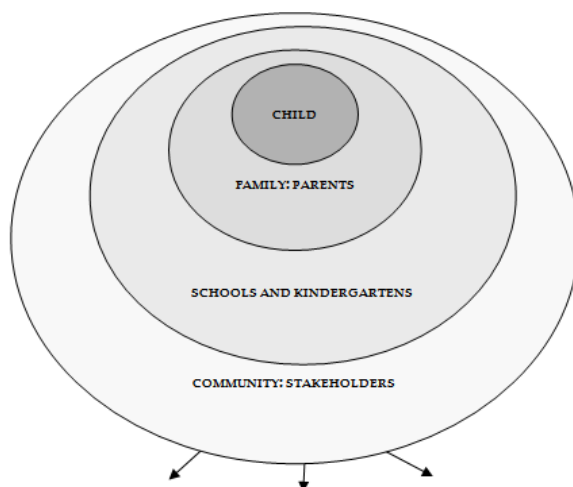 CHILD
FAMILY: PARENTS
SCHOOLS AND KINDERGARTENS
COMMUNITY: STAKEHOLDERS